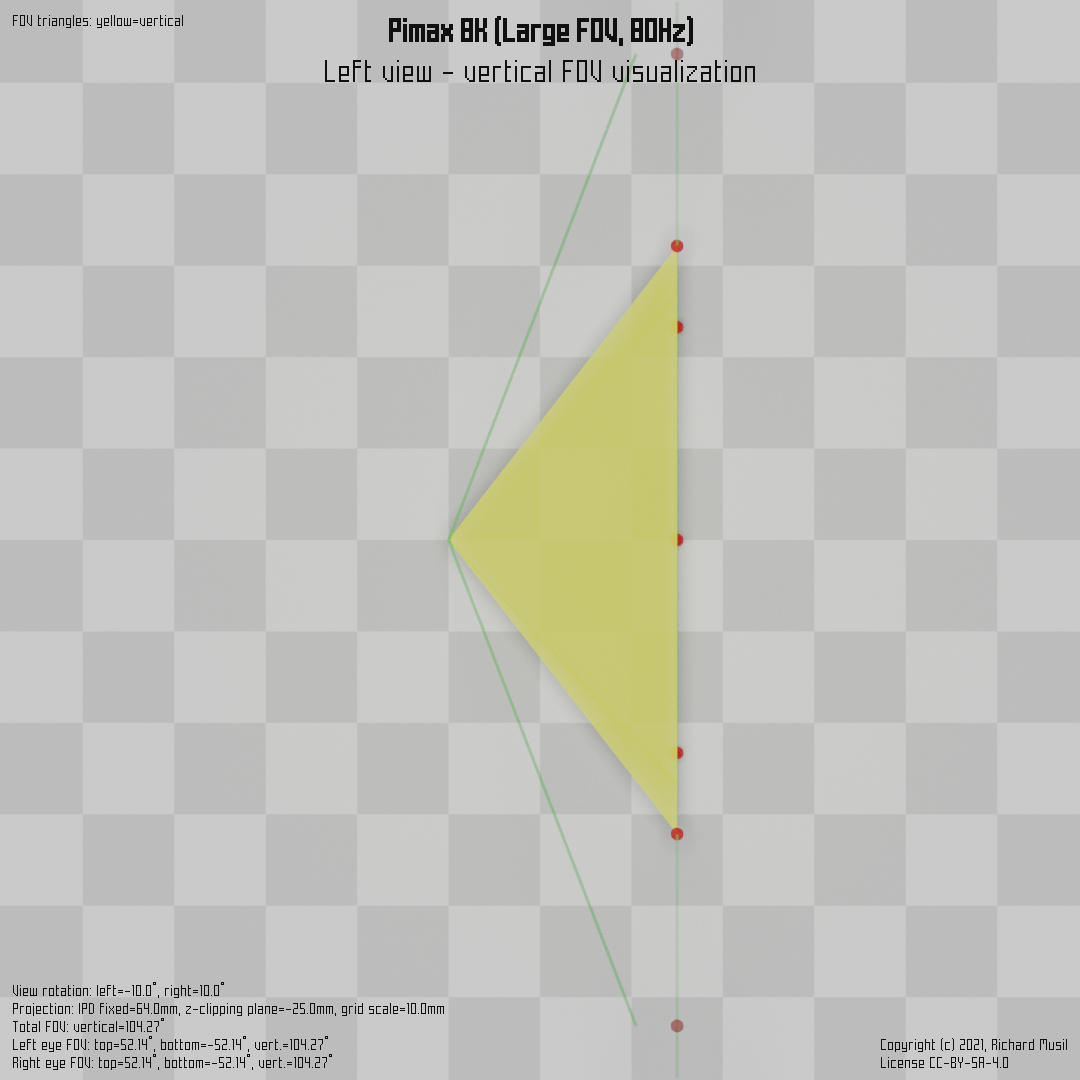 FOV triangles: yellow=vertical
Pimax 8K (Large FOV, 80Hz)
Left view - vertical FOV visualization
View rotation: left=-10.0°, right=10.0°
Projection: IPD fixed=64.0mm, z-clipping plane=-25.0mm, grid scale=10.0mm
Total FOV: vertical=104.27°
Left eye FOV: top=52.14°, bottom=-52.14°, vert.=104.27°
Right eye FOV: top=52.14°, bottom=-52.14°, vert.=104.27°
Copyright (c) 2021, Richard Musil
License CC-BY-SA-4.0